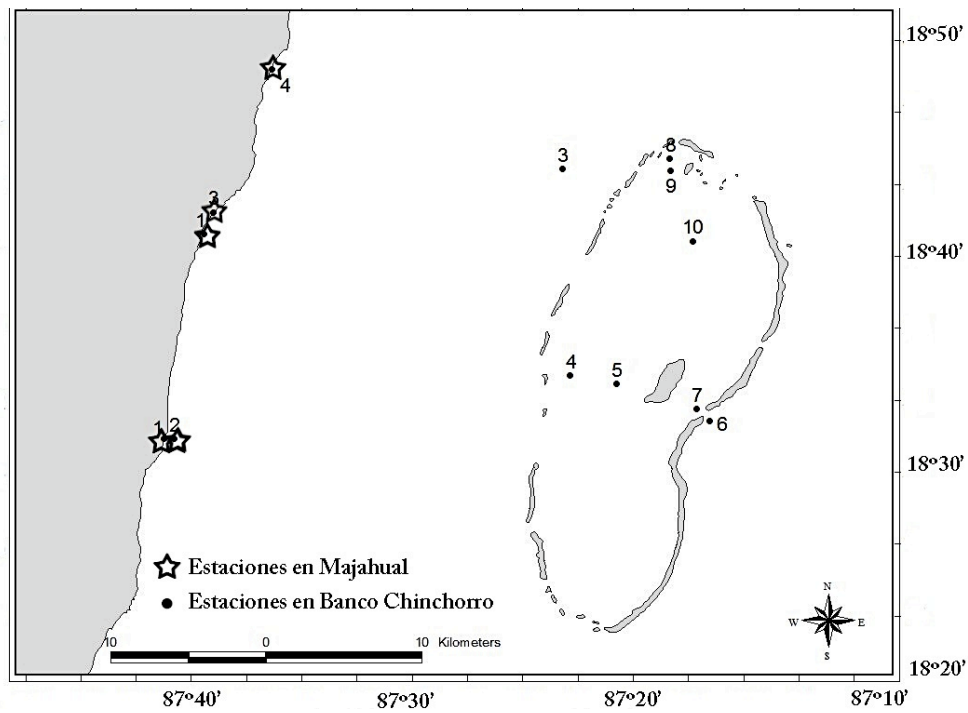 18º50'
4
3
8
9
3
1
10
18º40'
4
5
7
6
1 2
18º30'
Estaciones en Majahual
Estaciones en Banco Chinchorro
10 0 10 Kilometers
N
W E
S
18º20'
87º40' 87º30' 87º20' 87º10'